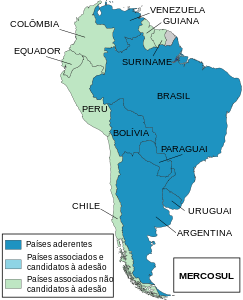 VENEZUELA
GUIANA
COLÔMBIA
EQUADOR
SURINAME
BRASIL
PERU
BOLÍVIA
PARAGUAI
CHILE
URUGUAI
ARGENTINA
Países aderentes
Países associados e
candidatos à adesão
Países associados não
candidatos à adesão
MERCOSUL